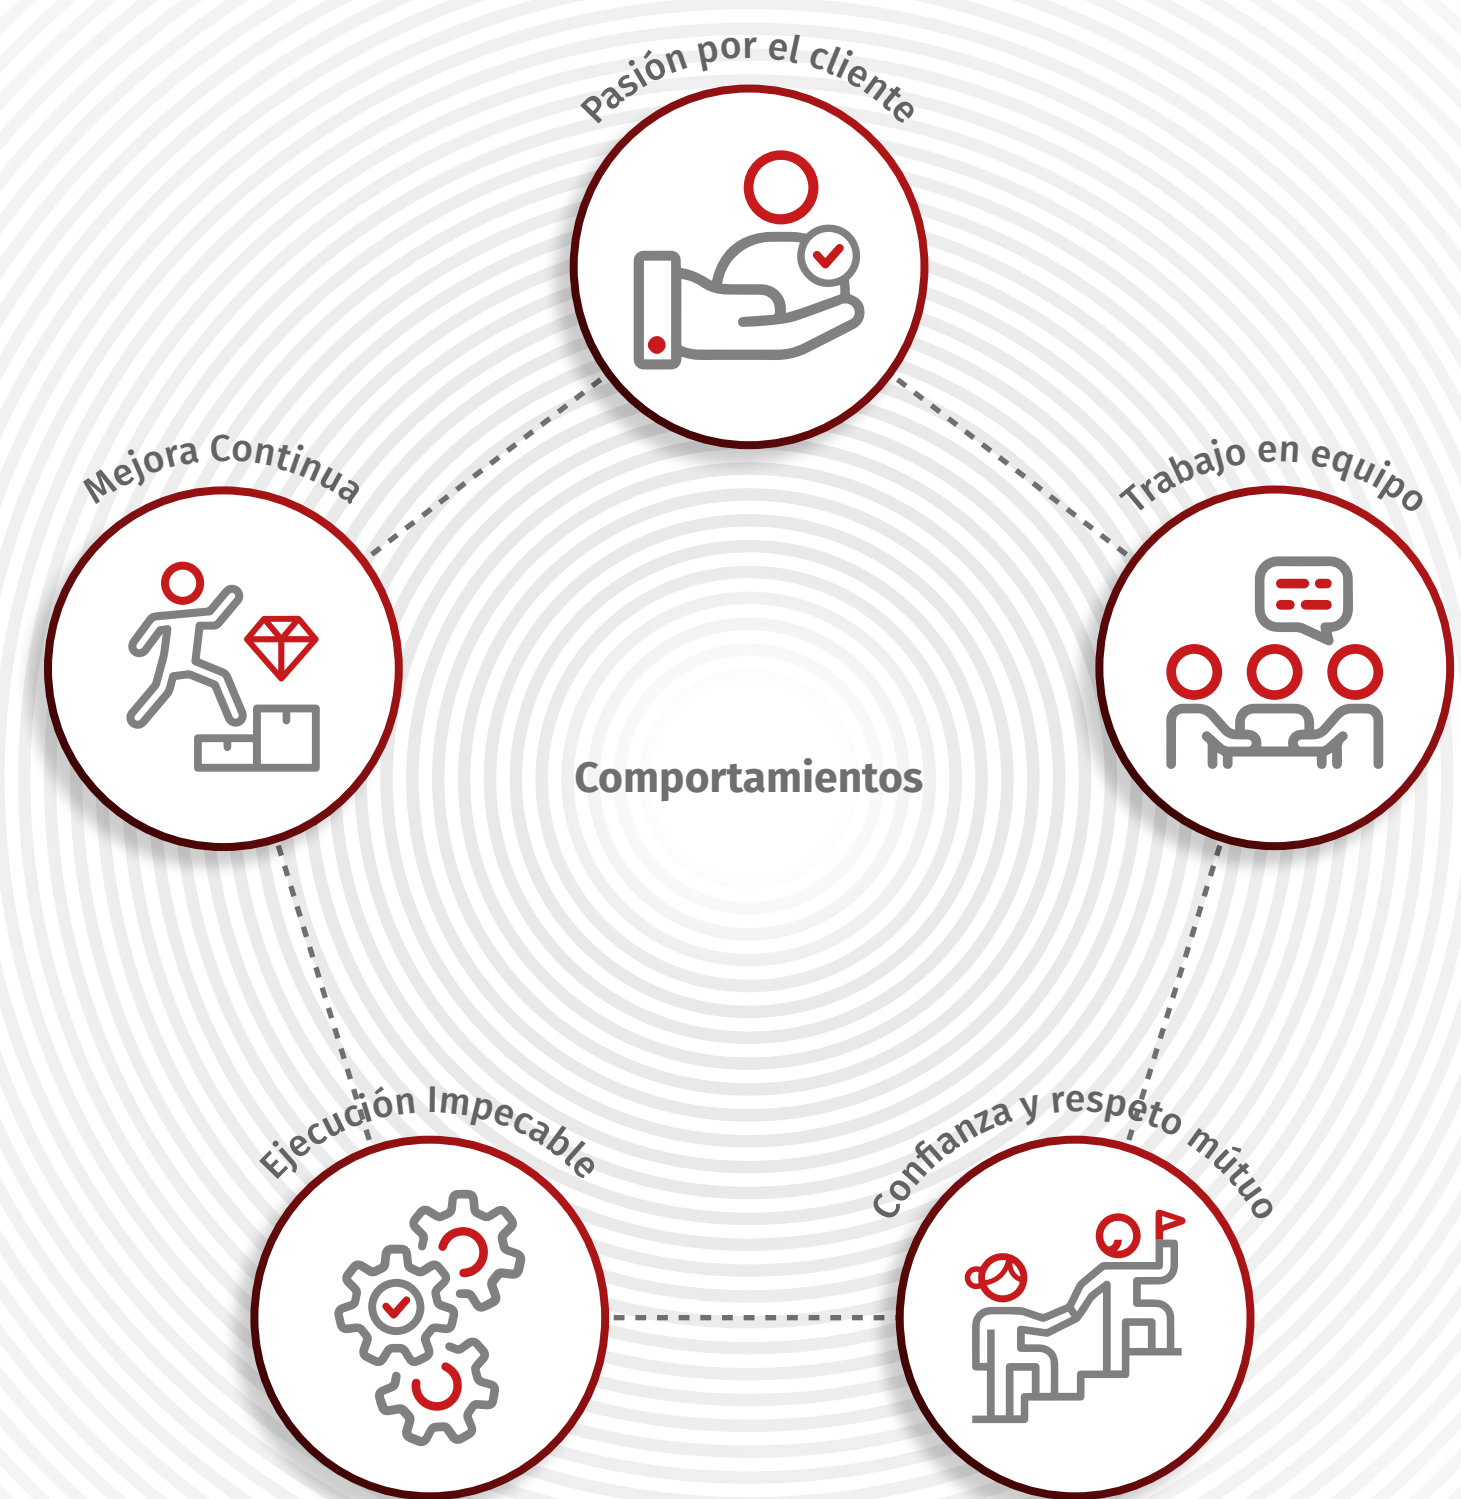 Pasión por el cliente
Mejora Continua
Trabajo en equipo
Comportamientos
Ejecución Impecable
Confianza y respeto mútuo